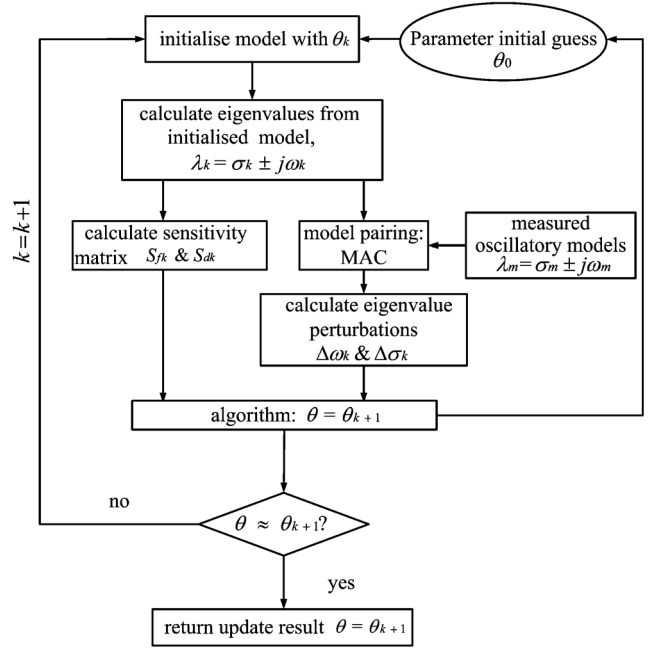 initialise model with θk
Parameter initial guess
θ0
calculate eigenvalues from
initialised model,
λk = σk ± jωk
k = k+1
calculate sensitivity
matrix Sfk & Sdk
model pairing:
MAC
measured
oscillatory models
λm = σm ± jωm
calculate eigenvalue
perturbations
Δωk & Δσk
algorithm: θ = θk + 1
no
θ ≈ θk + 1?
yes
return update result θ = θk + 1